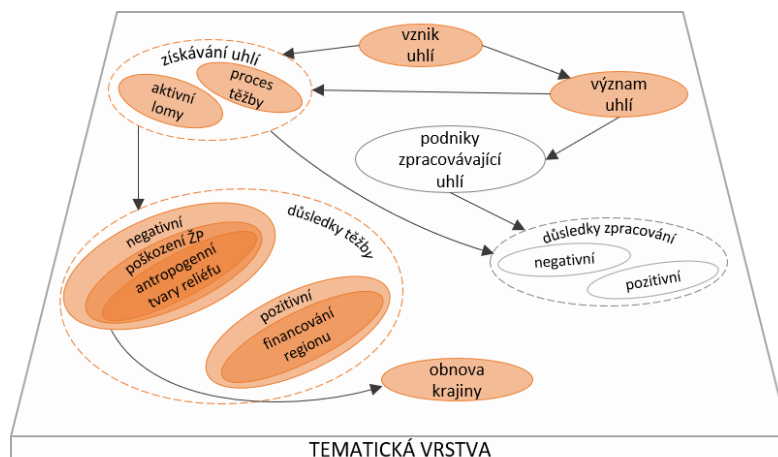 vznik
uhlí
získávání uhlí
proces
těžby
aktivní
lomy
význam
uhlí
podniky
zpracovávající
uhlí
důsledky zpracování
negativní
pozitivní
důsledky těžby
negativní
poškození ŽP
antropogenní
tvary reliéfu
pozitivní
financování
regionu
obnova
krajiny
TEMATICKÁ VRSTVA